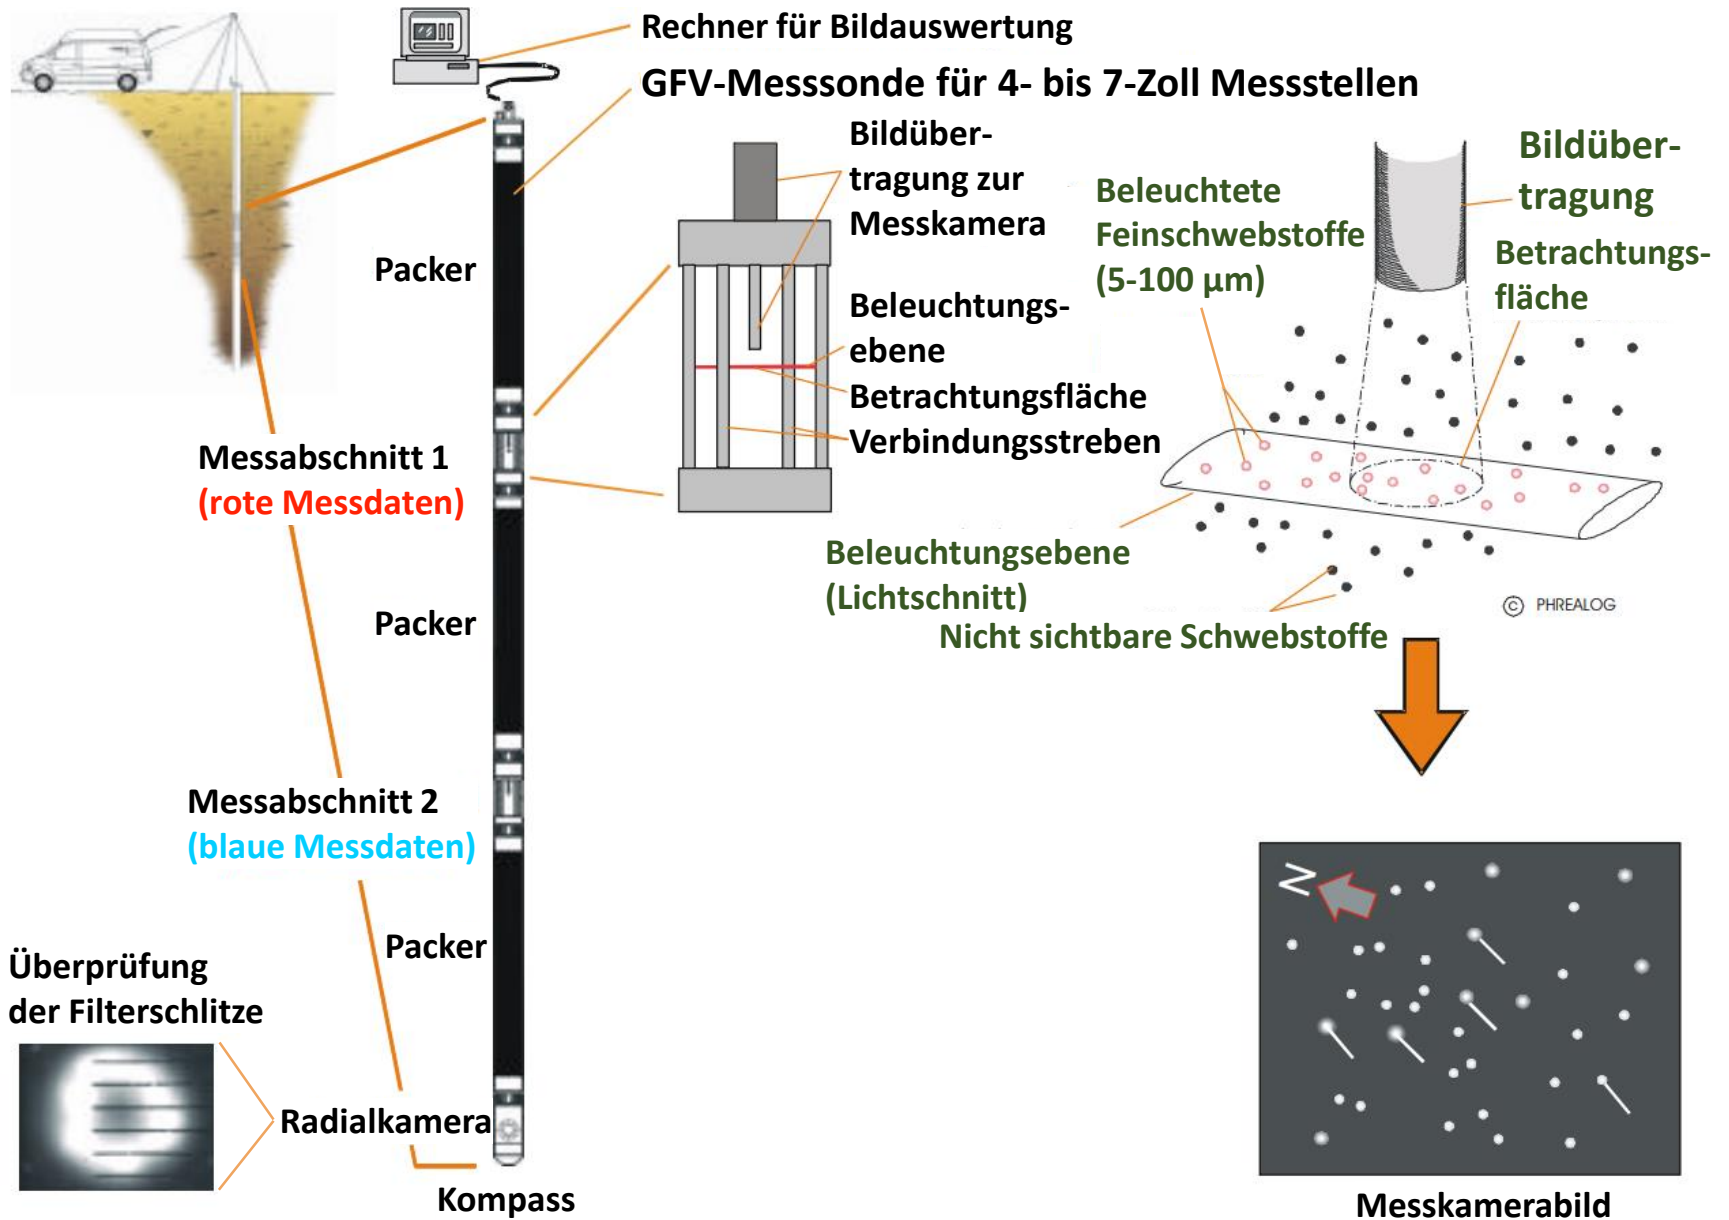 Rechner für Bildauswertung
GFV-Messsonde für 4- bis 7-Zoll Messstellen
Bildüber-
tragung zur
Messkamera
Beleuchtungs-
ebene
Betrachtungsfläche
Verbindungsstreben
Beleuchtete
Feinschwebstoffe
(5-100 µm)
Bildüber-
tragung
Betrachtungs-
fläche
Beleuchtungsebene
(Lichtschnitt)
Nicht sichtbare Schwebstoffe
© PHREALOG
Packer
Messabschnitt 1
(rote Messdaten)
Packer
Messabschnitt 2
(blaue Messdaten)
Packer
Überprüfung
der Filterschlitze
Radialkamera
Kompass
N
Messkamerabild